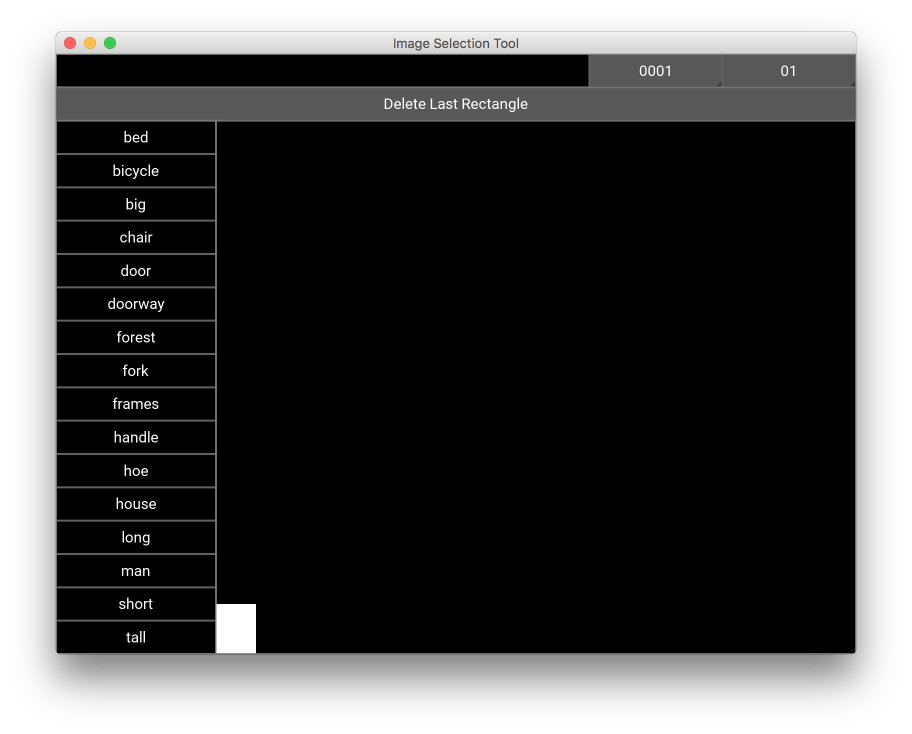 Image Selection Tool
0001 01
Delete Last Rectangle
bed
bicycle
big
chair
door
doorway
forest
fork
frames
handle
hoe
house
long
man
short
tall